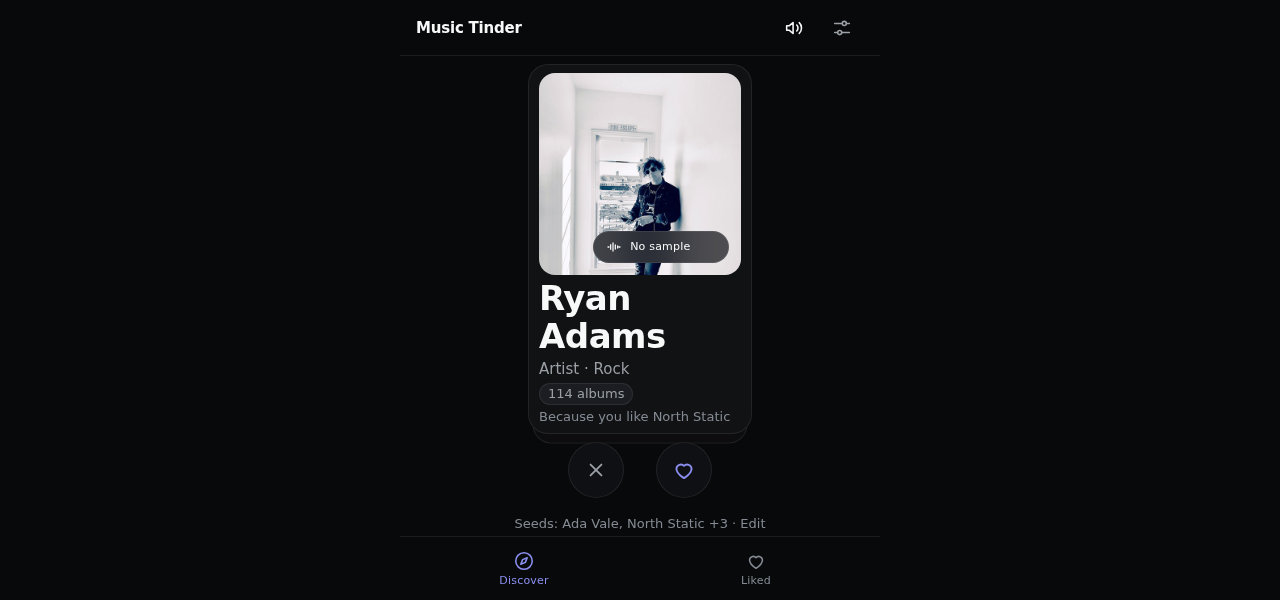 Music Tinder
No sample
Ryan
Adams
Artist · Rock
114 albums
Because you like North Static
Seeds: Ada Vale, North Static +3 · Edit
Discover
Liked